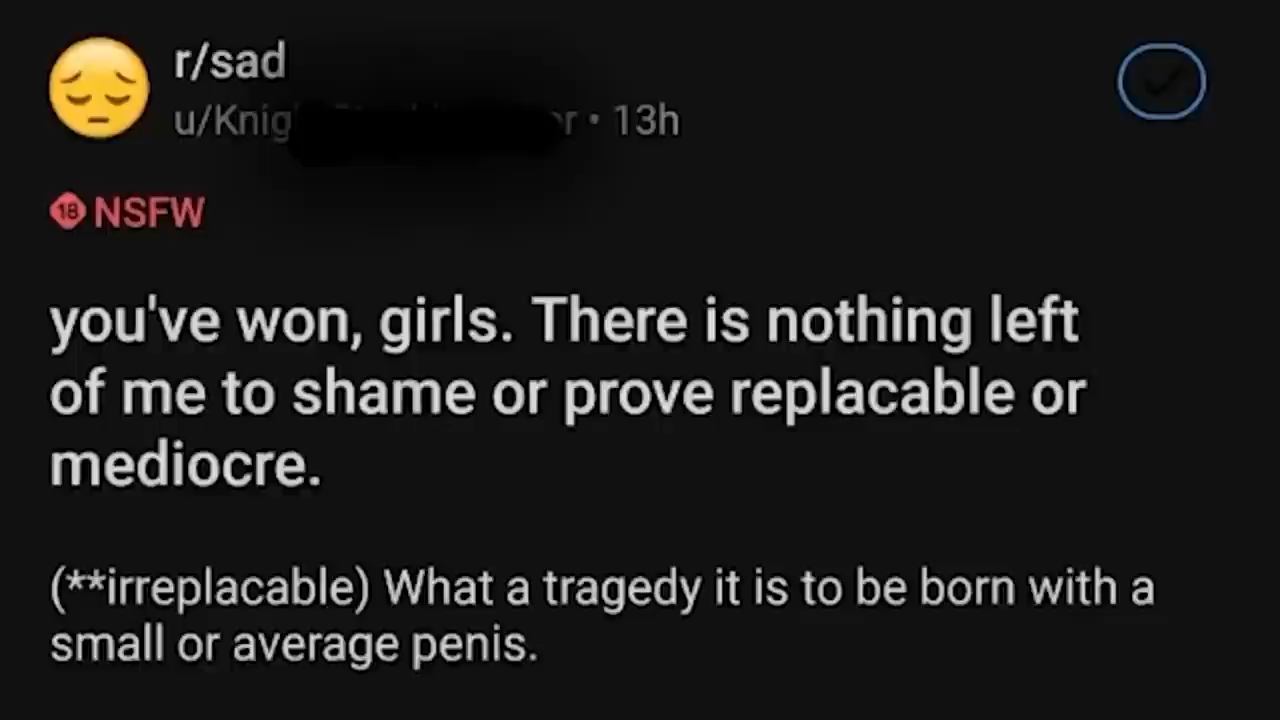 r/sad
• 13h
18 NSFW
you've won, girls. There is nothing left
of me to shame or prove replacable or
mediocre.
(**irreplacable) What a tragedy it is to be born with a
small or average penis.